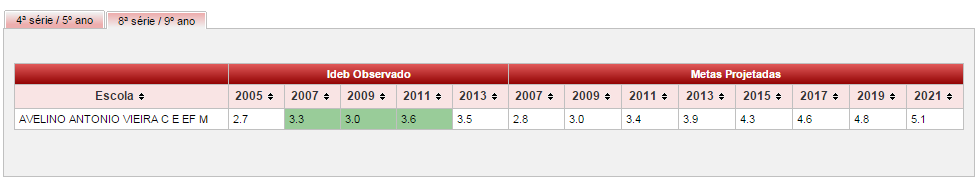 4ª série / 5º ano 8ª série / 9º ano
Ideb Observado Metas Projetadas
Escola 2005 2007 2009 2011 2013 2007 2009 2011 2013 2015 2017 2019 2021
AVELINO ANTONIO VIEIRA C E EF M 2.7 3.3 3.0 3.6 3.5 2.8 3.0 3.4 3.9 4.3 4.6 4.8 5.1